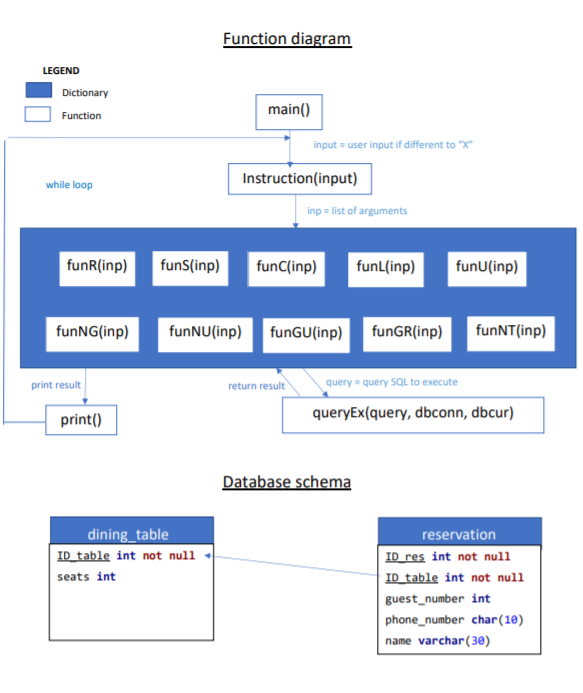 Function diagram
LEGEND
Dictionary
Function
main()
input = user input if different to "X"
while loop
Instruction(input)
inp = list of arguments
funR(inp) funS(inp) funC(inp) funL(inp) funU(inp)
funNG(inp) funNU(inp) funGU(inp) funGR(inp) funNT(inp)
print result
return result
query = query SQL to execute
print()
queryEx(query, dbconn, dbcur)
Database schema
dining_table
ID_table int not null
seats int
reservation
ID_res int not null
ID_table int not null
guest_number int
phone_number char(10)
name varchar(30)